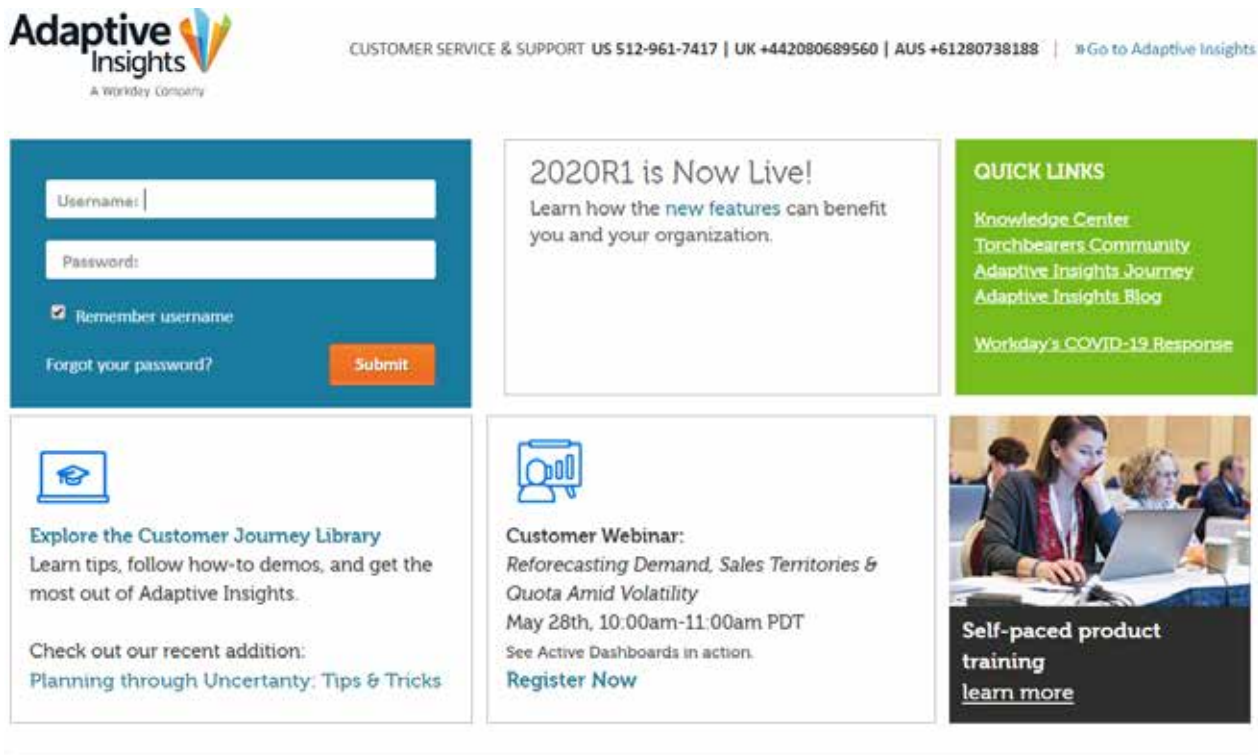 Adaptive
Insights
A Workday Company
CUSTOMER SERVICE & SUPPORT US 512-961-7417 | UK +442080689560 | AUS +61280738188 | »Go to Adaptive Insights
Username:
Password:
Remember username
Forgot your password?
Submit
2020R1 is Now Live!
Learn how the new features can benefit
you and your organization.
QUICK LINKS
Knowledge Center
Torchbearers Community
Adaptive Insights Journey
Adaptive Insights Blog
Workday's COVID-19 Response
Explore the Customer Journey Library
Learn tips, follow how-to demos, and get the
most out of Adaptive Insights.
Check out our recent addition:
Planning through Uncertanty: Tips & Tricks
Customer Webinar:
Reforecasting Demand, Sales Territories &
Quota Amid Volatility
May 28th, 10:00am-11:00am PDT
See Active Dashboards in action.
Register Now
Self-paced product
training
learn more